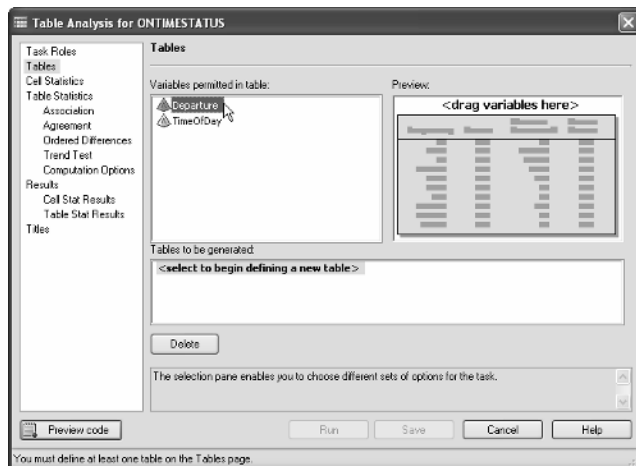 Table Analysis for ONTIMESTATUS
Task Roles
Tables
Cell Statistics
Table Statistics
Association
Agreement
Ordered Differences
Trend Test
Computation Options
Results
Cell Stat Results
Table Stat Results
Titles
Tables
Variables permitted in table:
Departure
TimeOfDay
Preview:
<drag variables here>
Tables to be generated:
<select to begin defining a new table>
Delete
The selection pane enables you to choose different sets of options for the task.
Preview code
Run
Save
Cancel
Help
You must define at least one table on the Tables page.